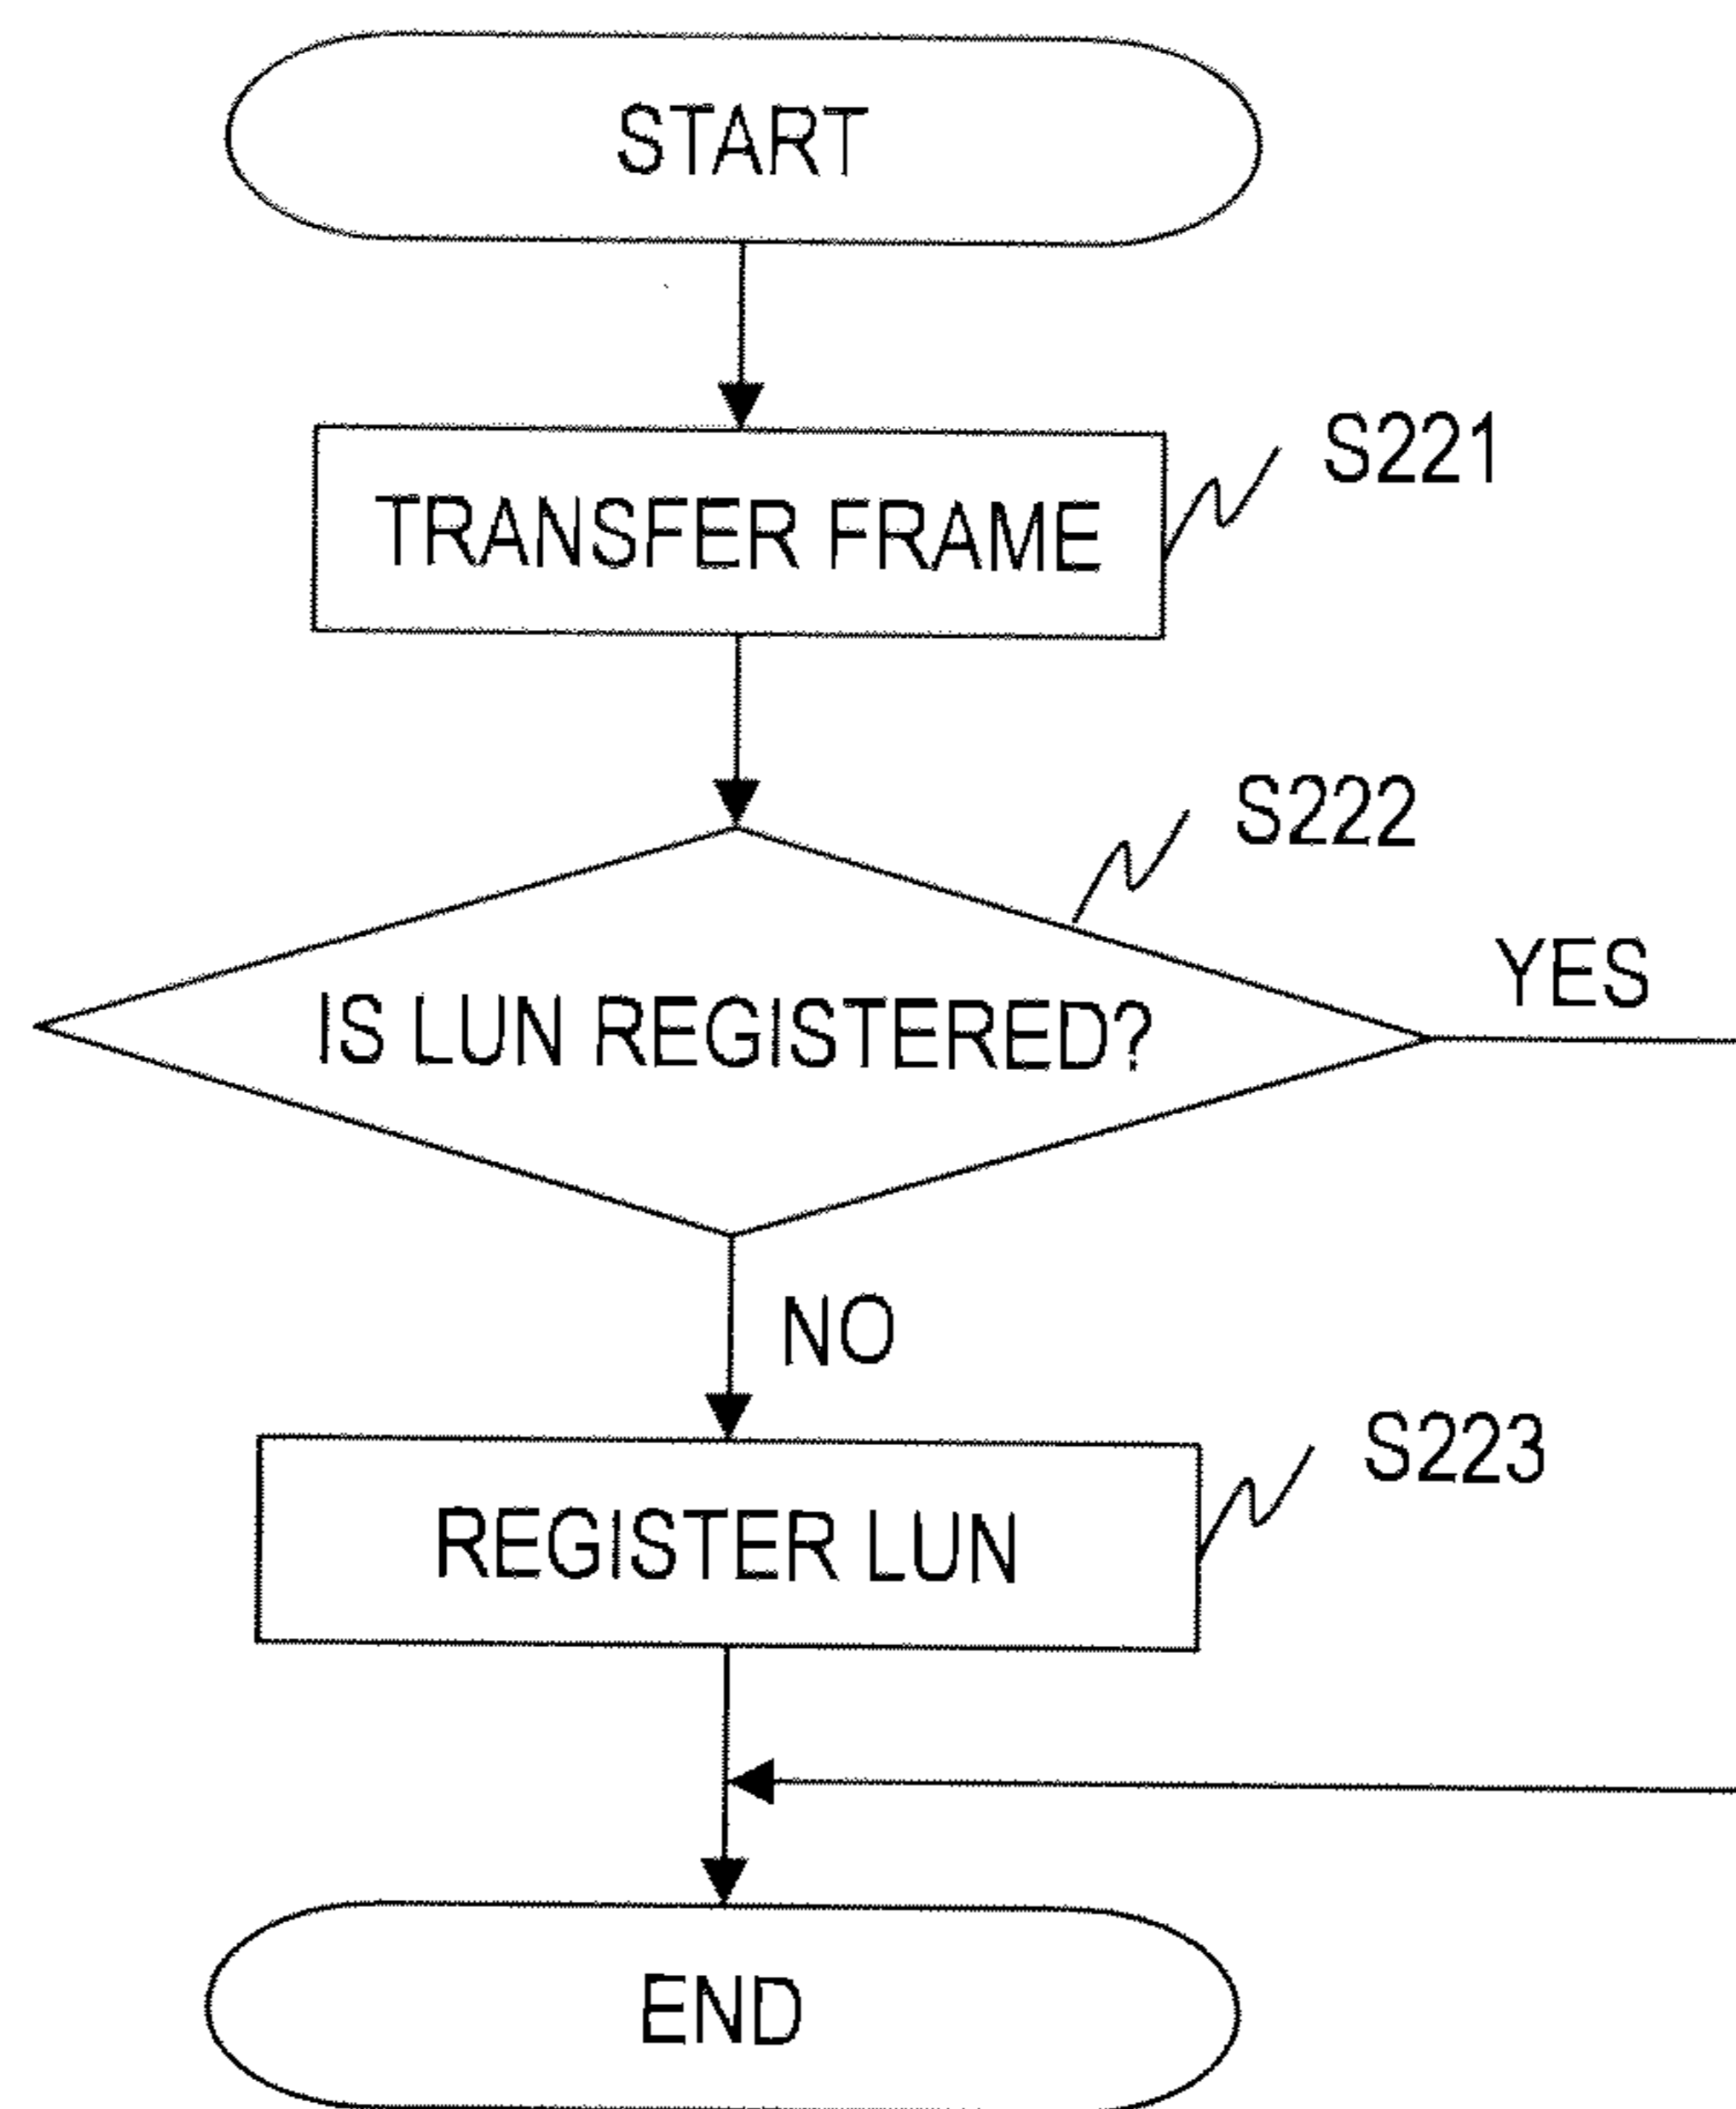 START
TRANSFER FRAME
S221
S222
IS LUN REGISTERED?
YES
NO
REGISTER LUN
S223
END